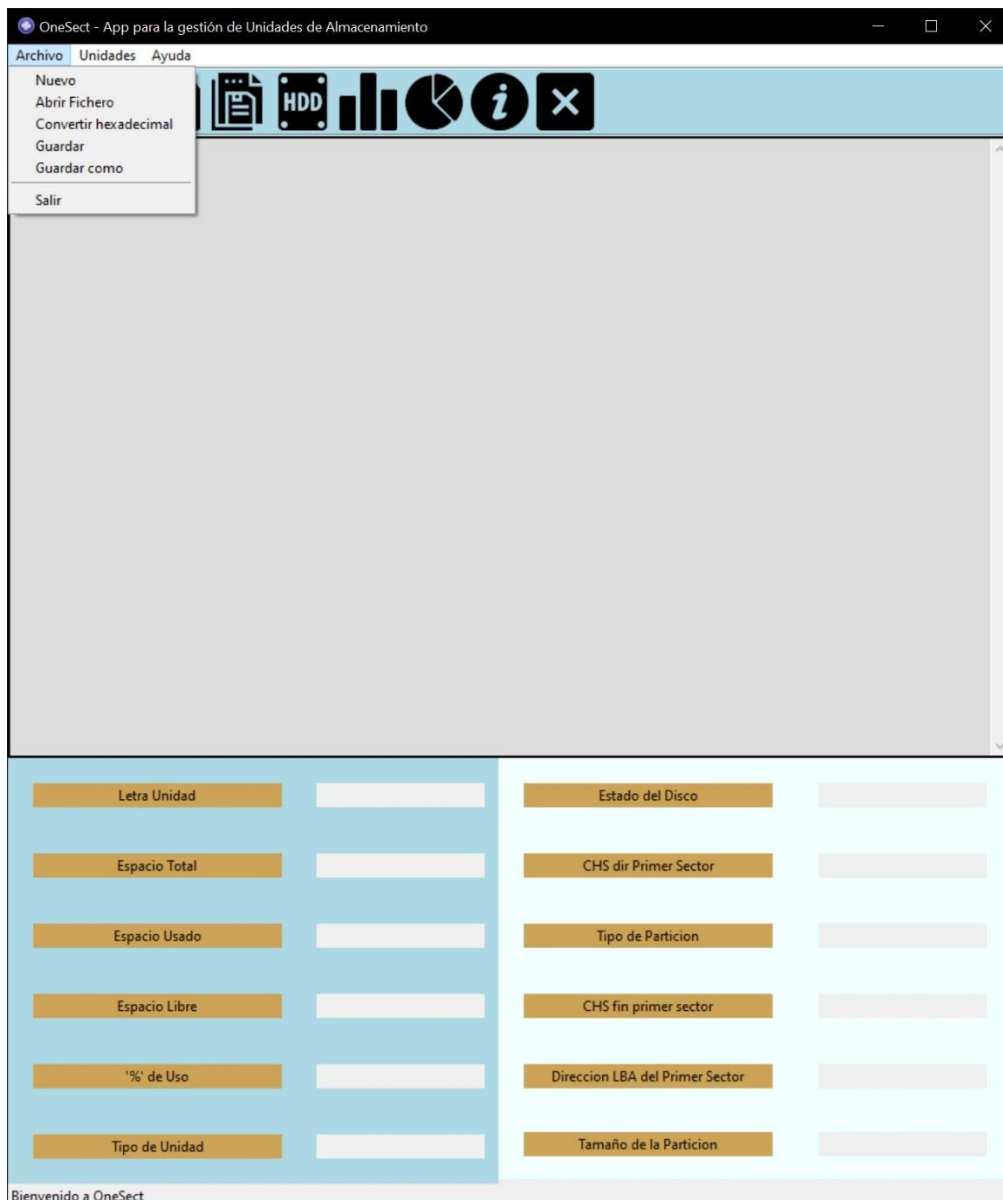 OneSect - App para la gestión de Unidades de Almacenamiento
Archivo Unidades Ayuda
Nuevo
Abrir Fichero
Convertir hexadecimal
Guardar
Guardar como
Salir
HDD
i
Letra Unidad
Espacio Total
Espacio Usado
Espacio Libre
'%' de Uso
Tipo de Unidad
Estado del Disco
CHS dir Primer Sector
Tipo de Particion
CHS fin primer sector
Direccion LBA del Primer Sector
Tamaño de la Particion
Bienvenido a OneSect